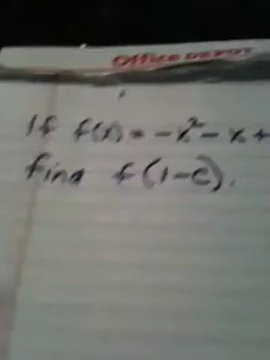 Office DEPOT
If f(x) = -x² - x +
find f(1-c).